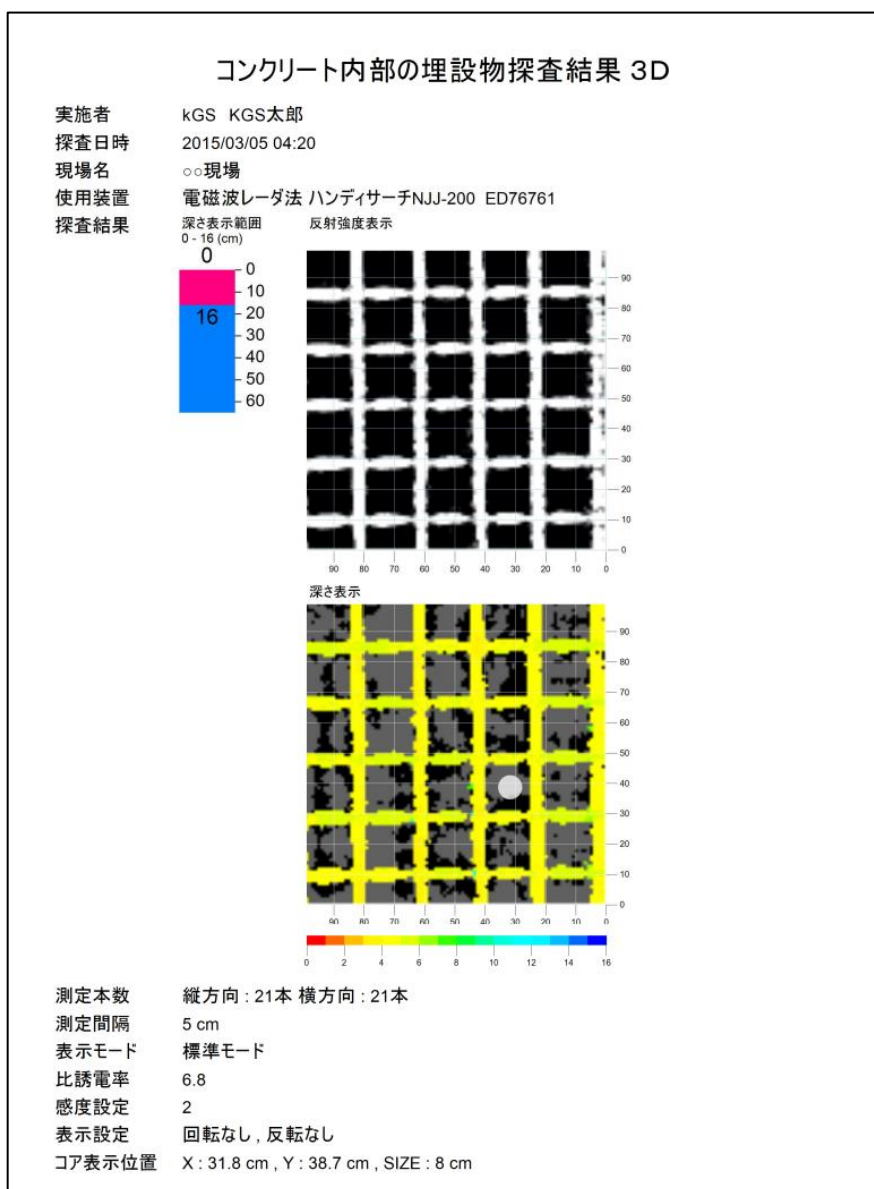 コンクリート内部の埋設物探査結果 3D
実施者 kGS KGS太郎
探査日時 2015/03/05 04:20
現場名 ○○現場
使用装置 電磁波レーダ法 ハンディサーチNJJ-200 ED76761
探査結果 深さ表示範囲 反射強度表示
0 - 16 (cm)
0
0
10
16
20
30
40
50
60
90
80
70
60
50
40
30
20
10
0
90 80 70 60 50 40 30 20 10 0
深さ表示
90
80
70
60
50
40
30
20
10
0
90 80 70 60 50 40 30 20 10 0
0 2 4 6 8 10 12 14 16
測定本数 縦方向 : 21本 横方向 : 21本
測定間隔 5 cm
表示モード 標準モード
比誘電率 6.8
感度設定 2
表示設定 回転なし , 反転なし
コア表示位置 X : 31.8 cm , Y : 38.7 cm , SIZE : 8 cm